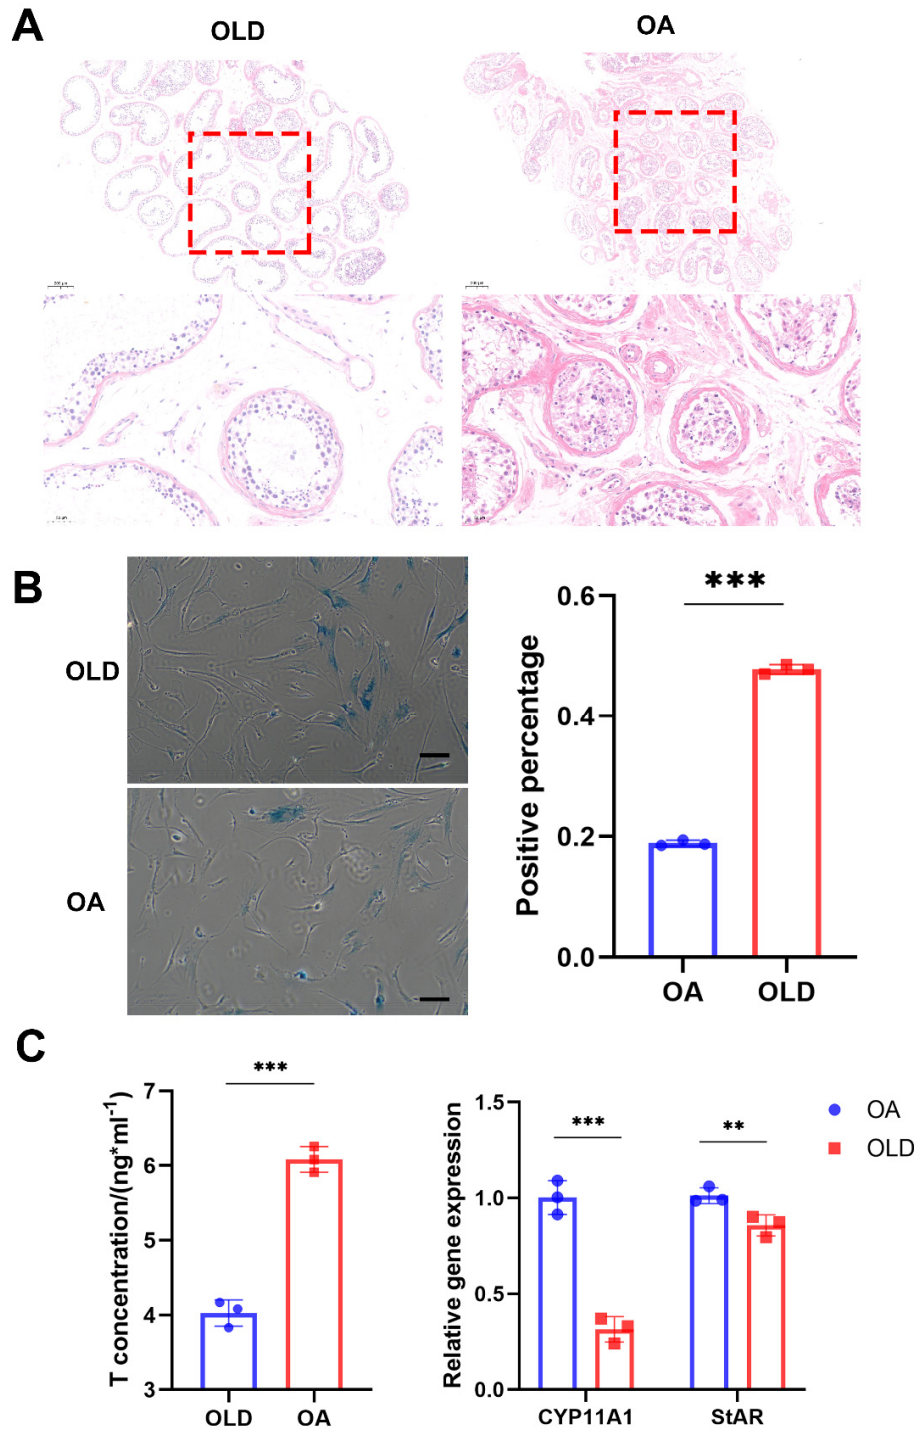 A
OLD
OA
B
OLD
OA
Positive percentage
0.6
0.4
0.2
0.0
***
OA
OLD
C
T concentration/(ng*ml-1)
7
6
5
4
3
***
OLD
OA
Relative gene expression
1.5
1.0
0.5
0.0
***
**
CYP11A1
StAR
OA
OLD